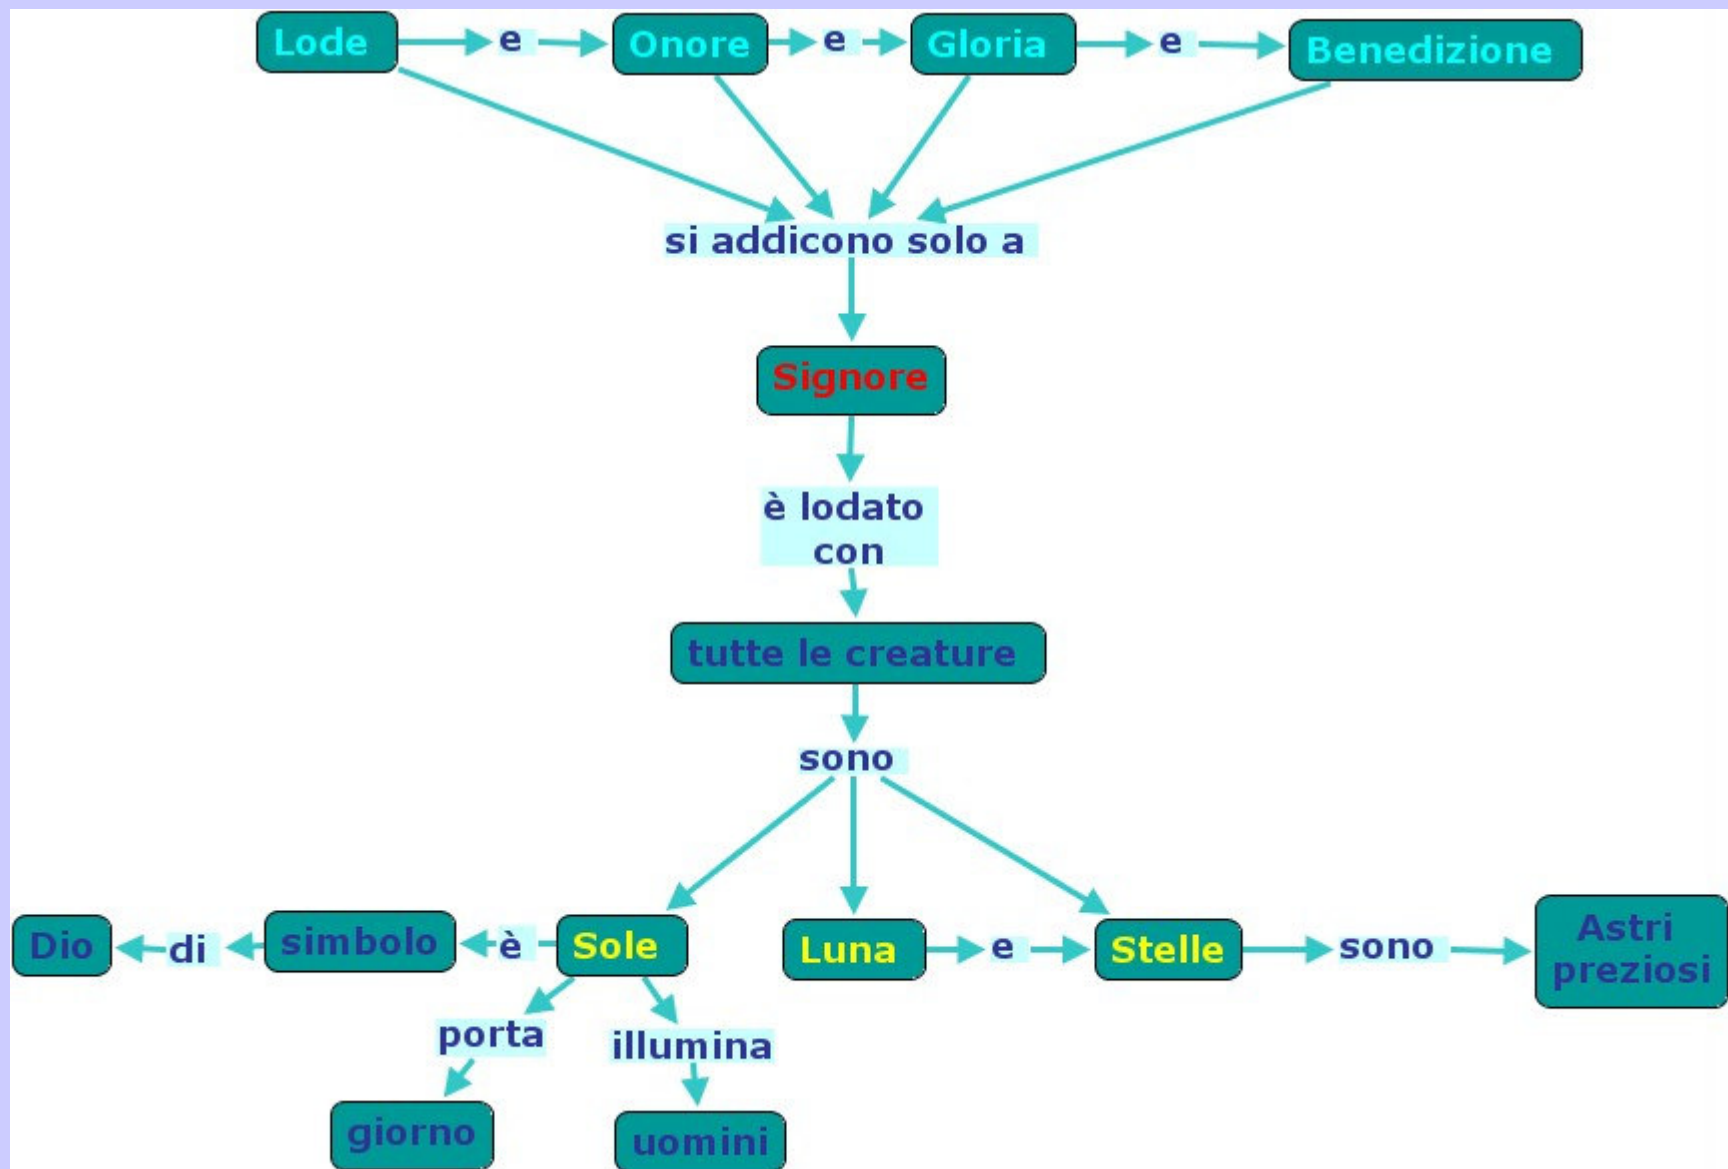 Lode e Onore e Gloria e Benedizione
si addicono solo a
Signore
è lodato
con
tutte le creature
sono
Dio di simbolo è Sole Luna e Stelle sono Astri
preziosi
porta illumina
giorno uomini